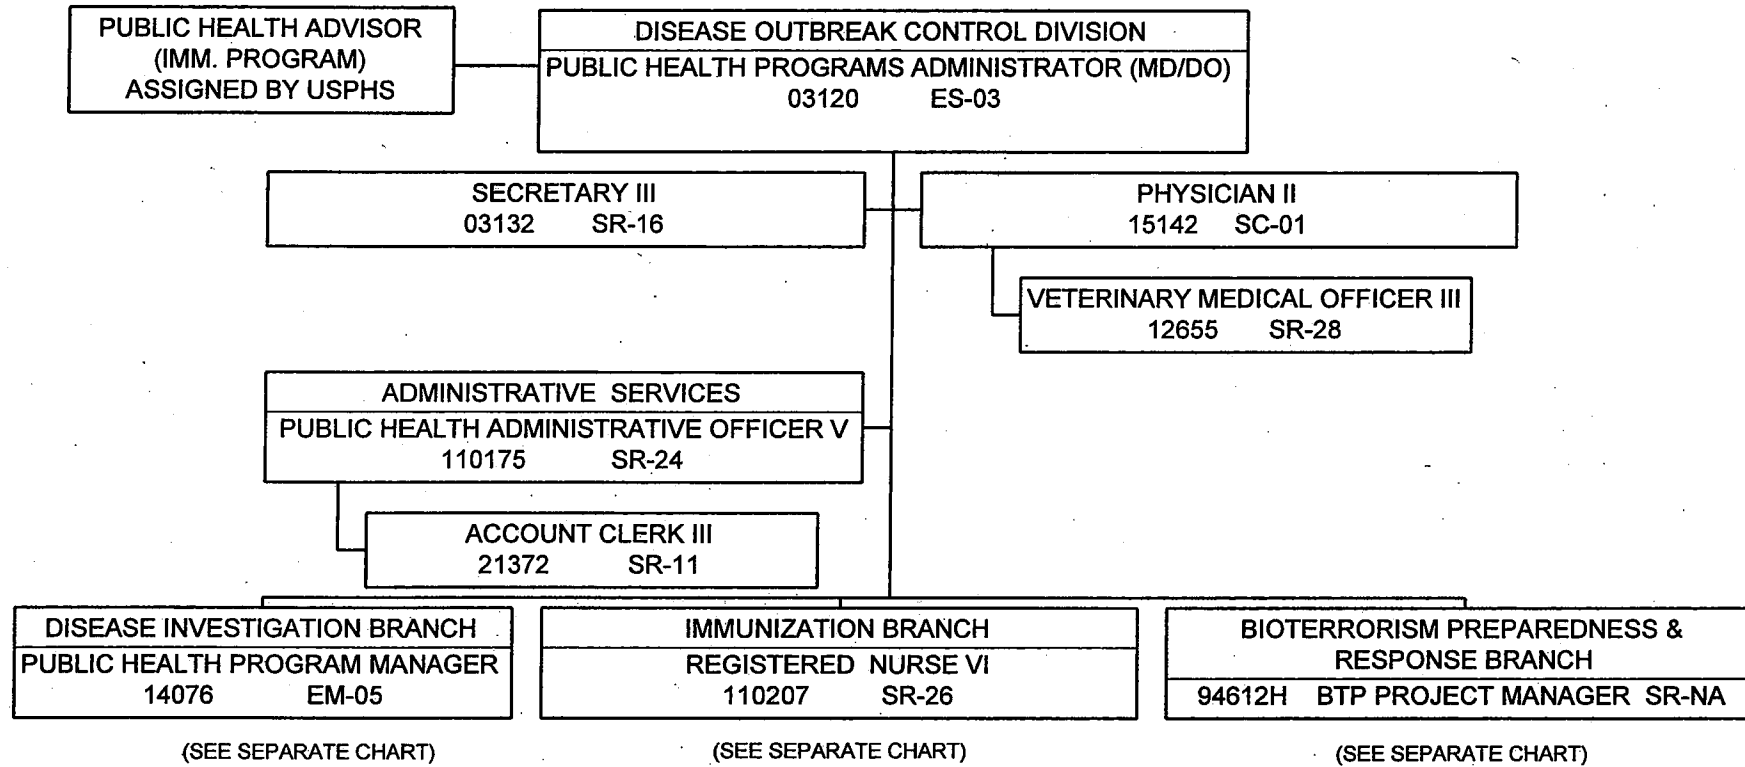 PUBLIC HEALTH ADVISOR
(IMM. PROGRAM)
ASSIGNED BY USPHS
DISEASE OUTBREAK CONTROL DIVISION
PUBLIC HEALTH PROGRAMS ADMINISTRATOR (MD/DO)
03120 ES-03
SECRETARY III
03132 SR-16
PHYSICIAN II
15142 SC-01
VETERINARY MEDICAL OFFICER III
12655 SR-28
ADMINISTRATIVE SERVICES
PUBLIC HEALTH ADMINISTRATIVE OFFICER V
110175 SR-24
ACCOUNT CLERK III
21372 SR-11
DISEASE INVESTIGATION BRANCH
PUBLIC HEALTH PROGRAM MANAGER
14076 EM-05
(SEE SEPARATE CHART)
IMMUNIZATION BRANCH
REGISTERED NURSE VI
110207 SR-26
(SEE SEPARATE CHART)
BIOTERRORISM PREPAREDNESS &
RESPONSE BRANCH
94612H BTP PROJECT MANAGER SR-NA
(SEE SEPARATE CHART)